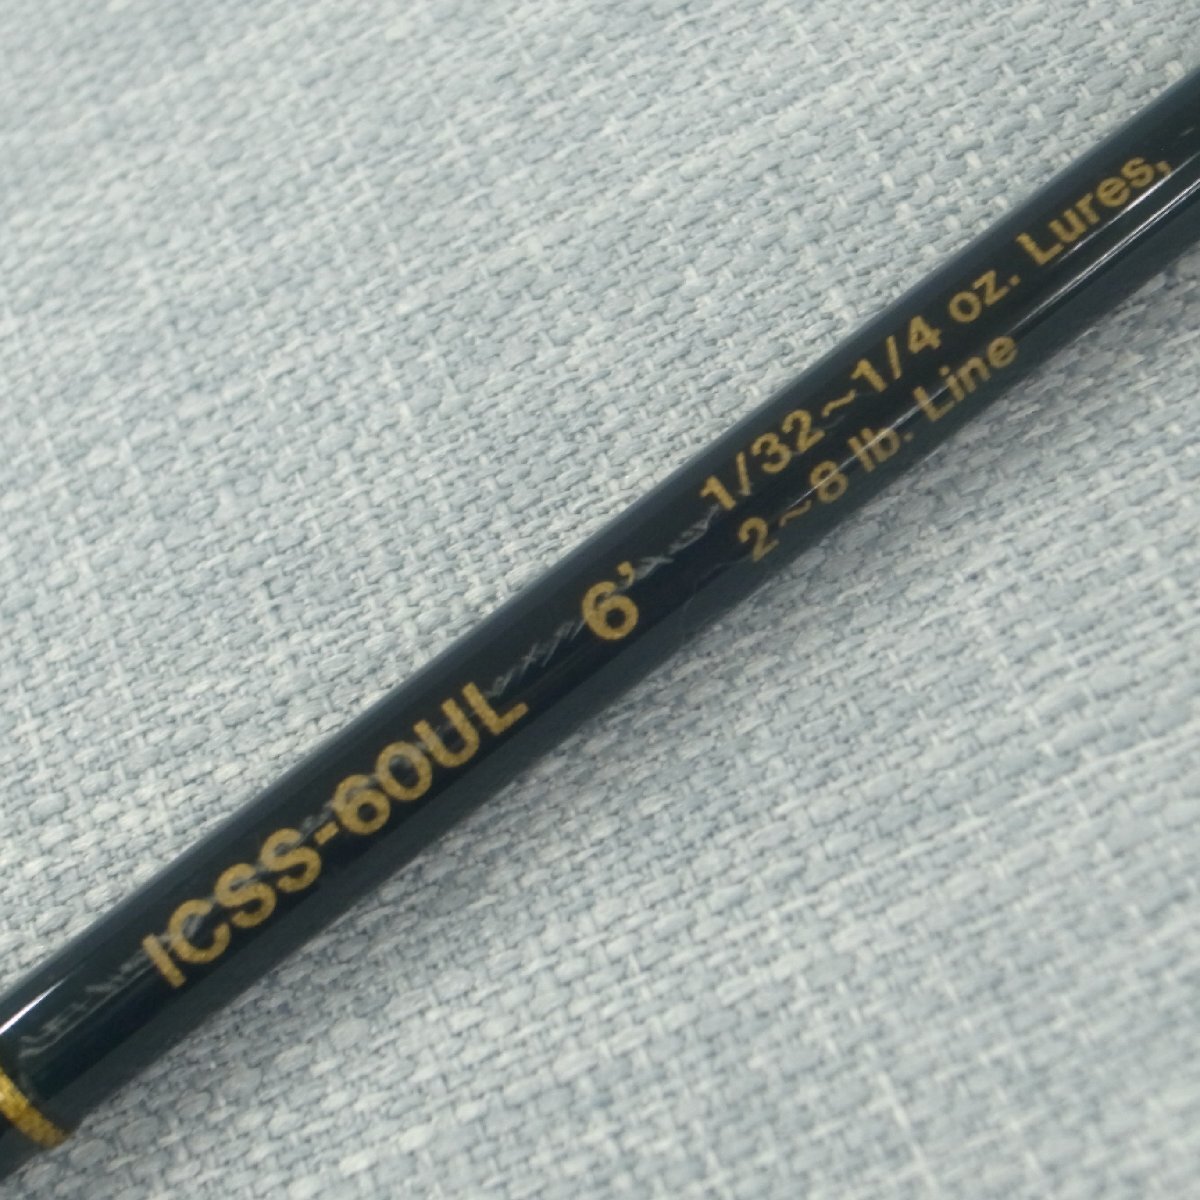 ICSS-60UL 6' 1/32~1/4 oz. Lures,
2~8 lb. Line